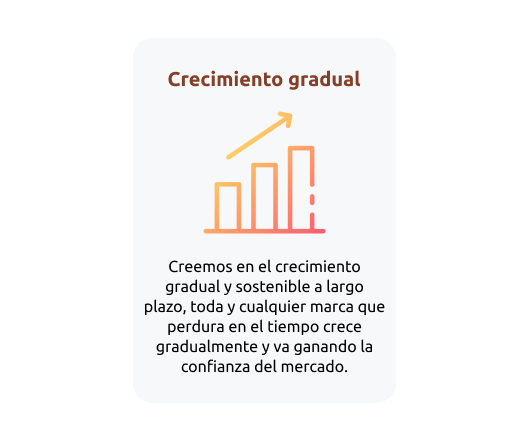 Crecimiento gradual
Creemos en el crecimiento
gradual y sostenible a largo
plazo, toda y cualquier marca que
perdura en el tiempo crece
gradualmente y va ganando la
confianza del mercado.